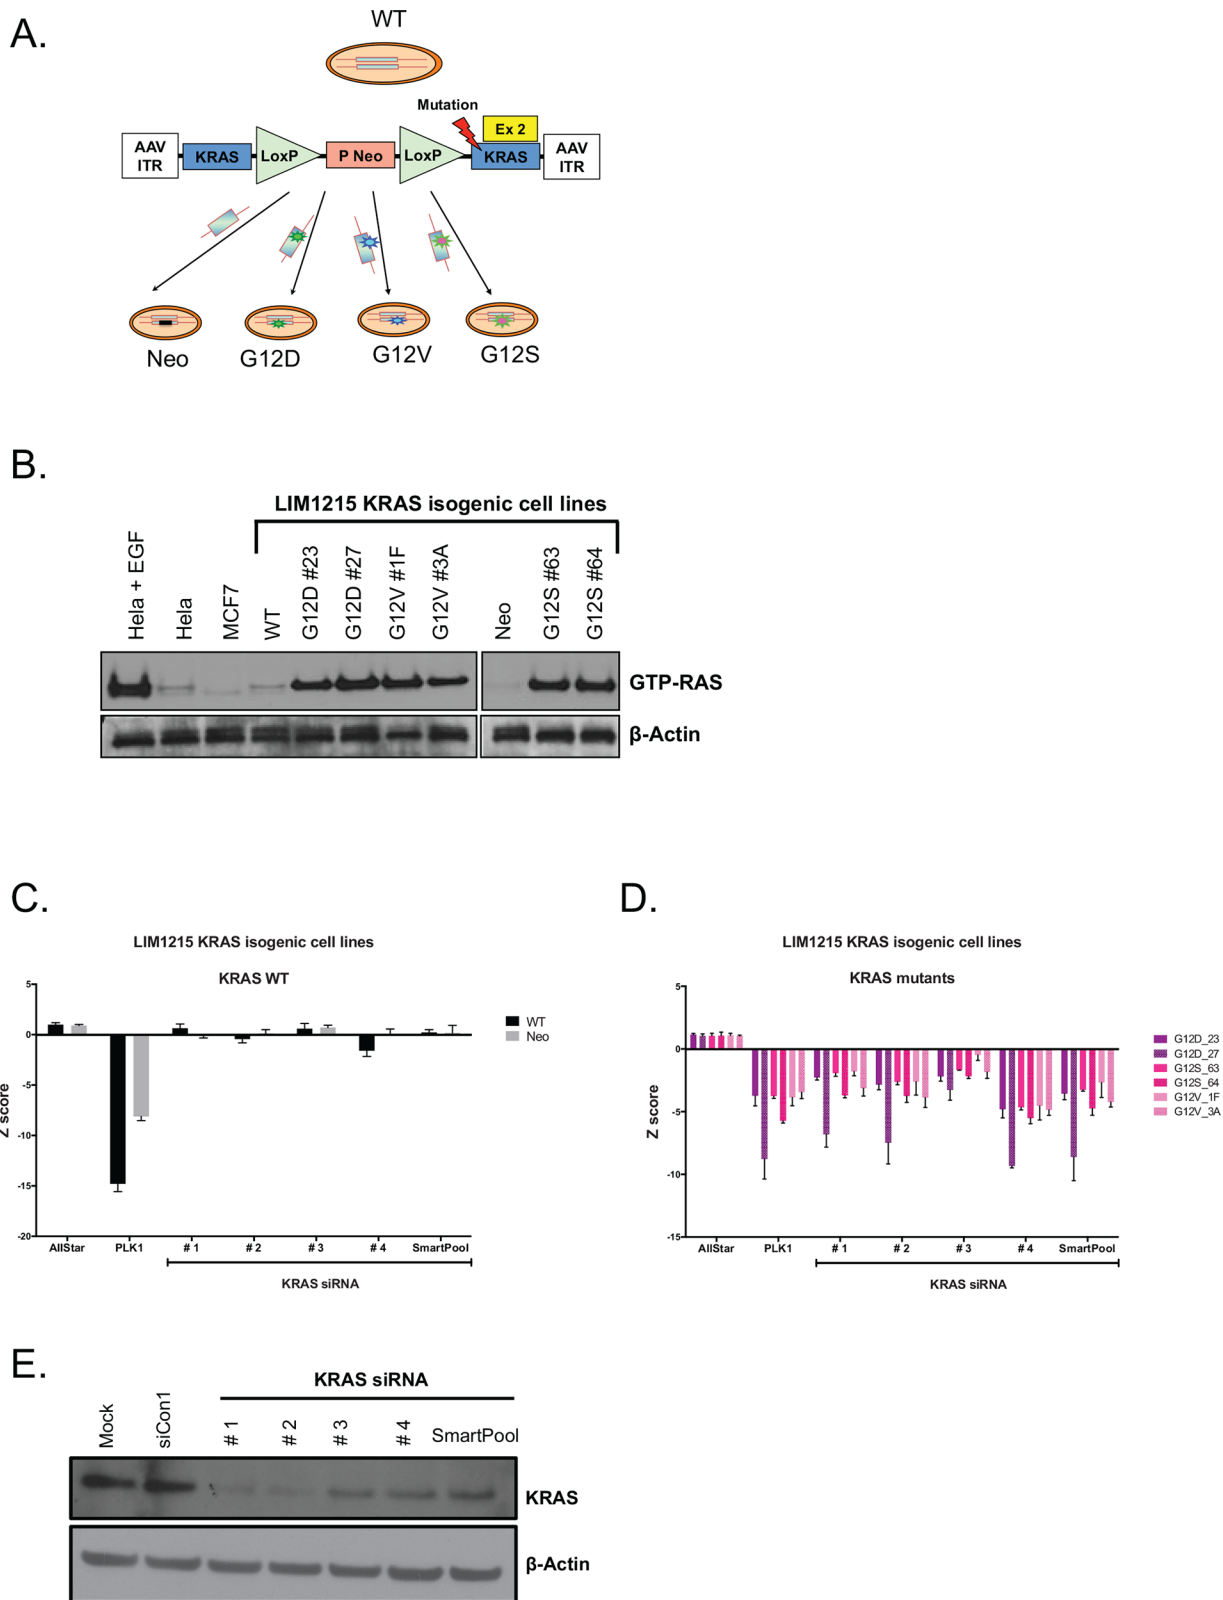 A.
WT
Mutation
Ex 2
AAV ITR KRAS LoxP P Neo LoxP KRAS AAV ITR
Neo G12D G12V G12S
B.
LIM1215 KRAS isogenic cell lines
Hela + EGF Hela MCF7 WT G12D #23 G12D #27 G12V #1F G12V #3A Neo G12S #63 G12S #64
GTP-RAS
β-Actin
C.
LIM1215 KRAS isogenic cell lines
KRAS WT
5
0
-5
-10
-15
-20
Z score
WT
Neo
AllStar PLK1 # 1 # 2 # 3 # 4 SmartPool
KRAS siRNA
D.
LIM1215 KRAS isogenic cell lines
KRAS mutants
5
0
-5
-10
-15
Z score
G12D_23
G12D_27
G12S_63
G12S_64
G12V_1F
G12V_3A
AllStar PLK1 # 1 # 2 # 3 # 4 SmartPool
KRAS siRNA
E.
KRAS siRNA
Mock siCon1 # 1 # 2 # 3 # 4 SmartPool
KRAS
β-Actin